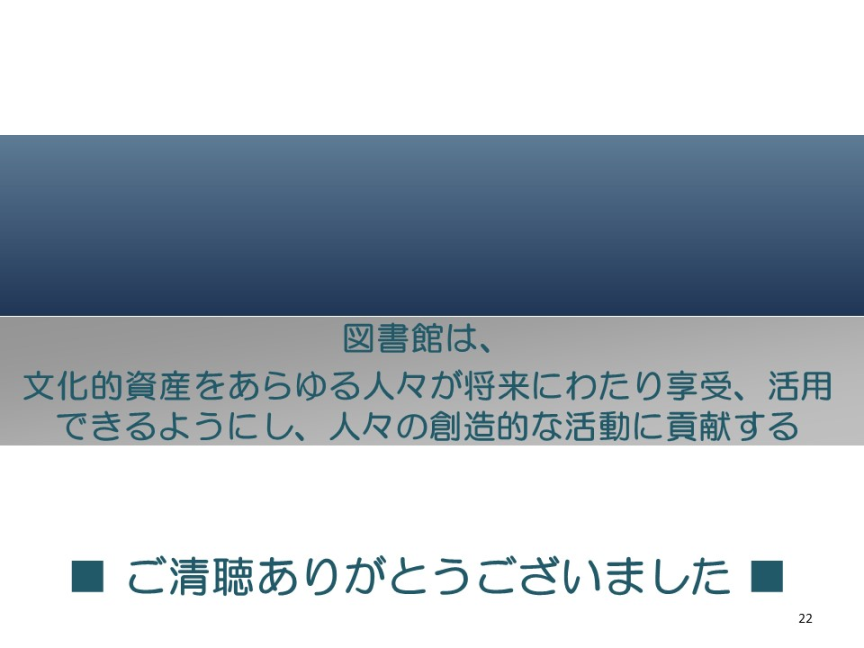 図書館は、
文化的資産をあらゆる人々が将来にわたり享受、活用
できるようにし、人々の創造的な活動に貢献する
■ ご清聴ありがとうございました ■
22